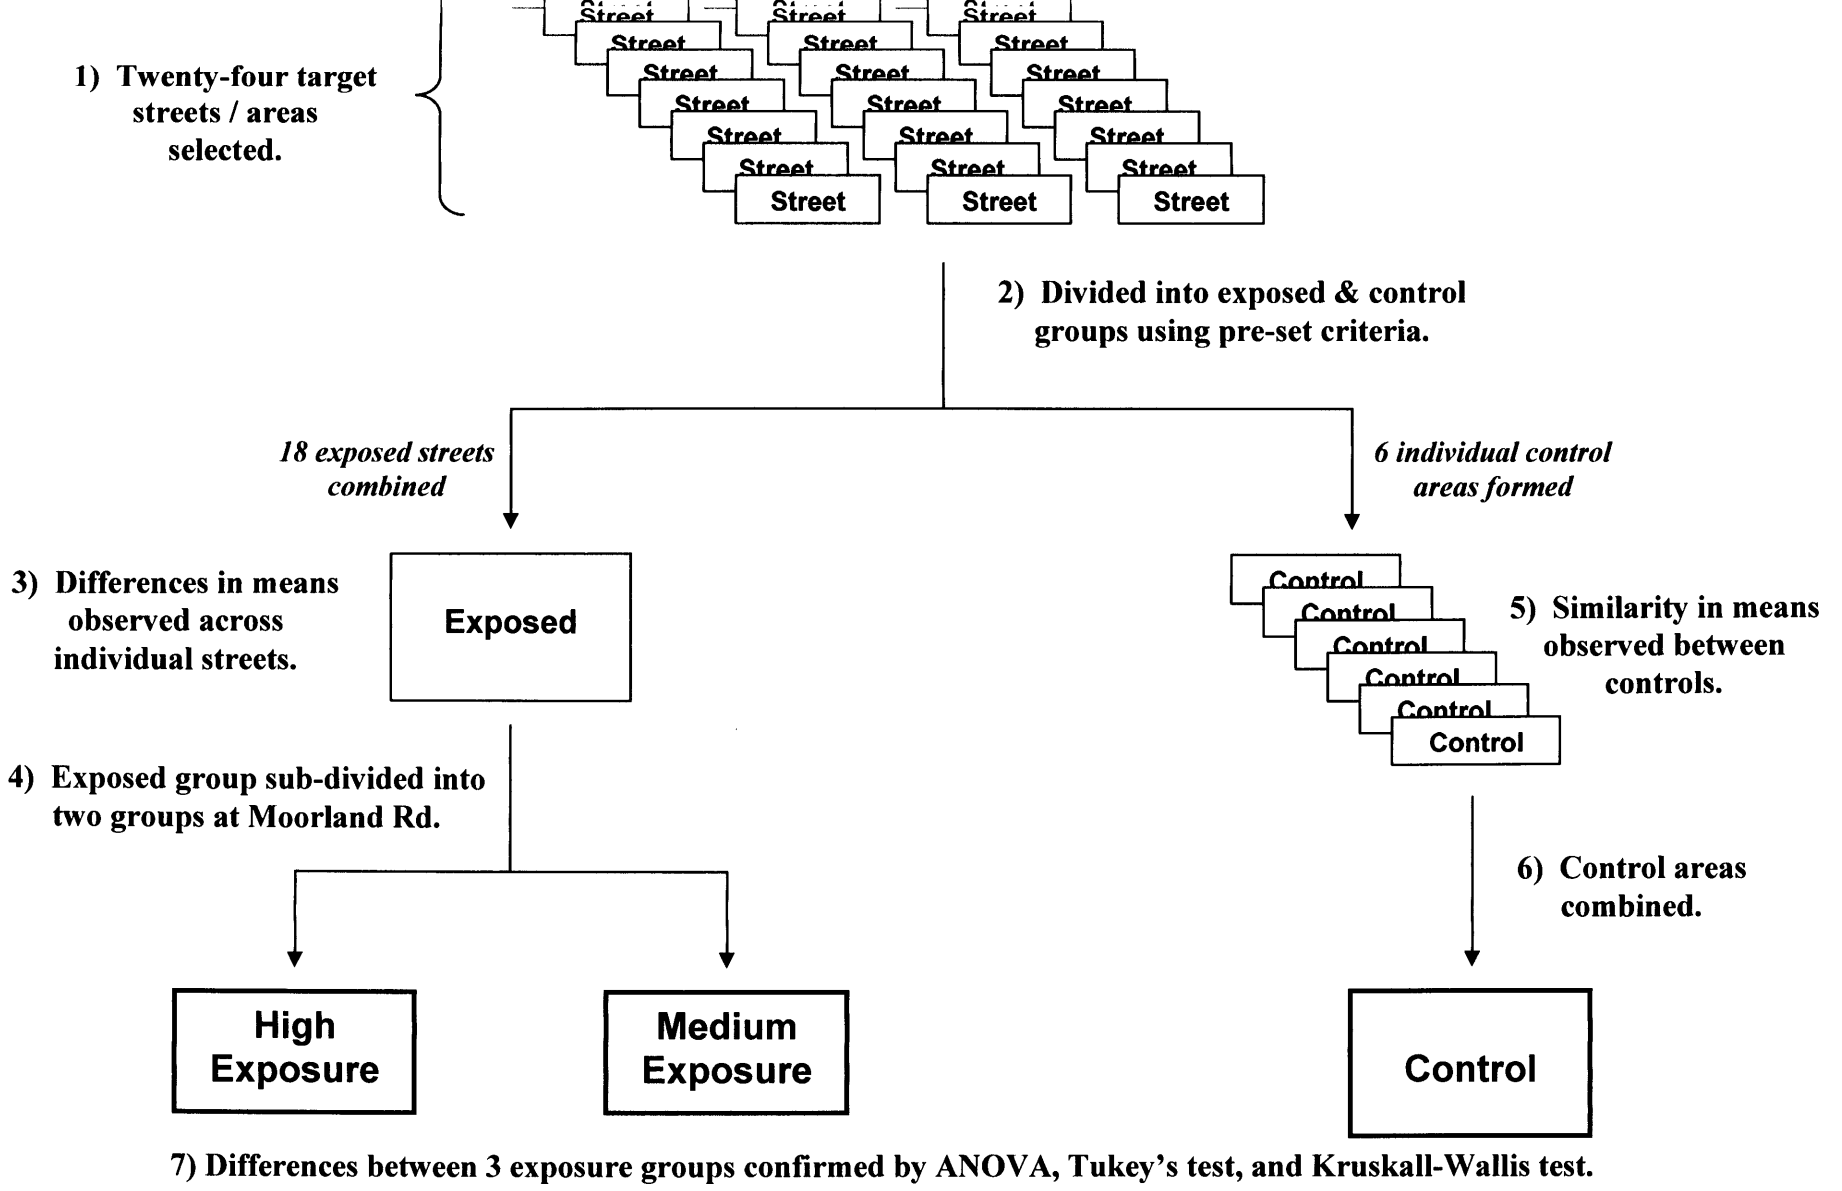 Street Street Street
Street Street Street
Street Street Street
Street Street Street
Street Street Street
Street Street Street
Street Street Street
1) Twenty-four target
streets / areas
selected.
2) Divided into exposed & control
groups using pre-set criteria.
18 exposed streets
combined
6 individual control
areas formed
3) Differences in means
observed across
individual streets.
Exposed
Control
Control
Control
Control
Control
Control
5) Similarity in means
observed between
controls.
4) Exposed group sub-divided into
two groups at Moorland Rd.
6) Control areas
combined.
High
Exposure
Medium
Exposure
Control
7) Differences between 3 exposure groups confirmed by ANOVA, Tukey's test, and Kruskall-Wallis test.